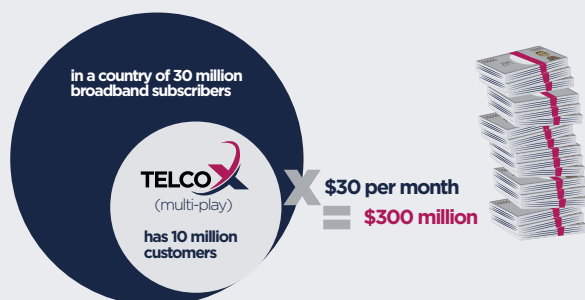 in a country of 30 million
broadband subscribers
TELCO X
(multi-play)
has 10 million
customers
X $30 per month
= $300 million